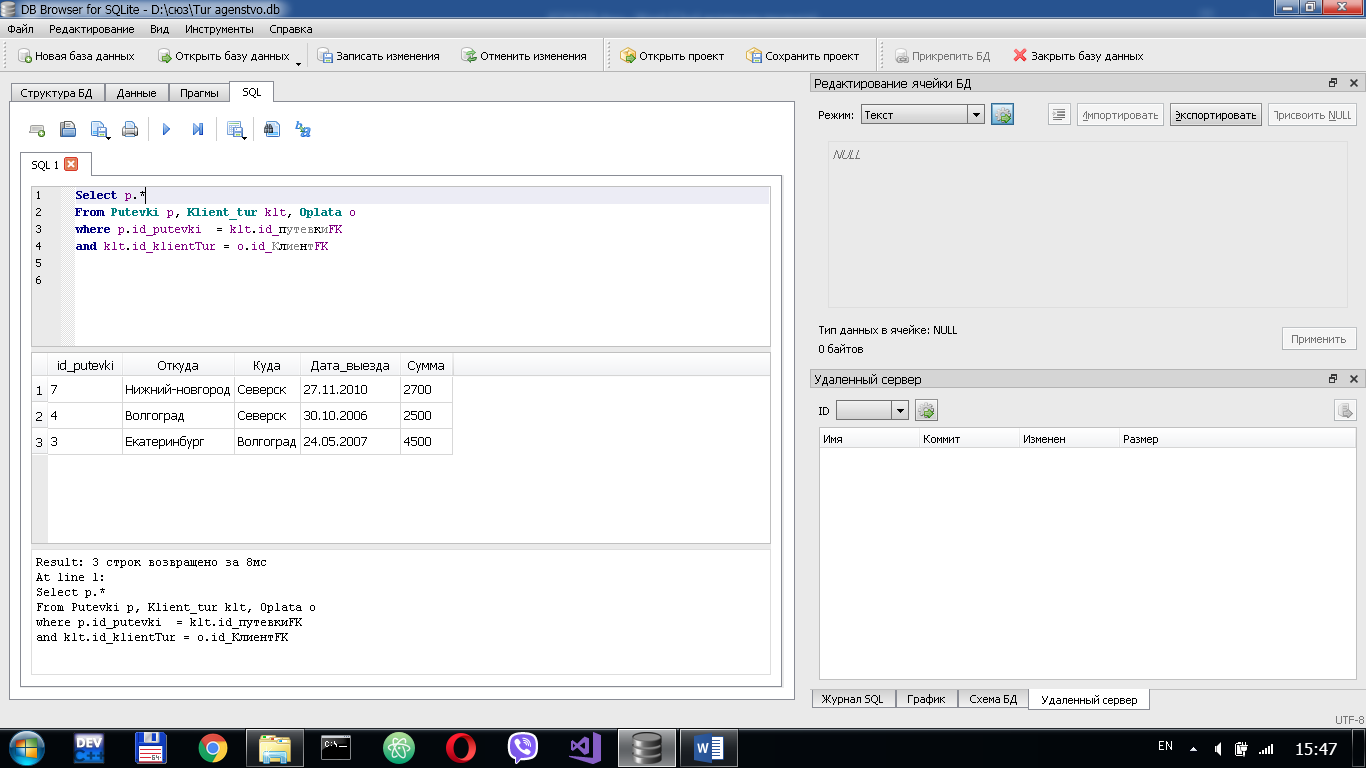 DB Browser for SQLite - D:\сюз\Tur agenstvo.db
Файл Редактирование Вид Инструменты Справка
Новая база данных Открыть базу данных Записать изменения Отменить изменения Открыть проект Сохранить проект Прикрепить БД Закрыть базу данных
Структура БД Данные Прагмы SQL
SQL 1
1 Select p.*
2 From Putevki p, Klient_tur klt, Oplata o
3 where p.id_putevki = klt.id_путевкиFK
4 and klt.id_klientTur = o.id_КлиентFK
5
6
id_putevki Откуда Куда Дата_выезда Сумма
1 7 Нижний-новгород Северск 27.11.2010 2700
2 4 Волгоград Северск 30.10.2006 2500
3 3 Екатеринбург Волгоград 24.05.2007 4500
Result: 3 строк возвращено за 8мс
At line 1:
Select p.*
From Putevki p, Klient_tur klt, Oplata o
where p.id_putevki = klt.id_путевкиFK
and klt.id_klientTur = o.id_КлиентFK
Редактирование ячейки БД
Режим: Текст Импортировать Экспортировать Присвоить NULL
NULL
Тип данных в ячейке: NULL
0 байтов
Применить
Удаленный сервер
ID
Имя Коммит Изменен Размер
Журнал SQL График Схема БД Удаленный сервер
UTF-8
DEV
C++
C:\
W
EN 15:47